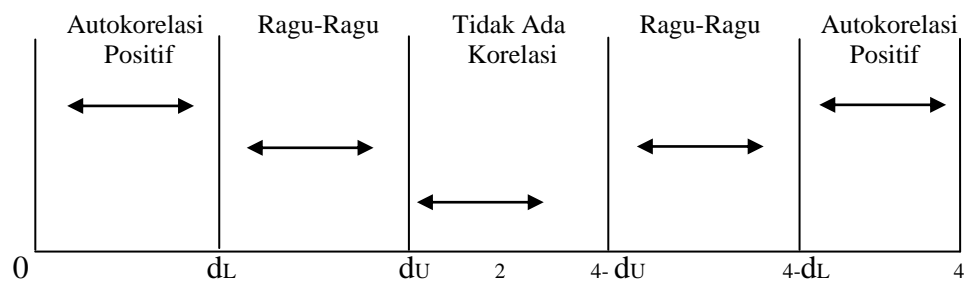 Autokorelasi Positif
Ragu-Ragu
Tidak Ada Korelasi
Ragu-Ragu
Autokorelasi Positif
0 dL dU 2 4- dU 4-dL 4